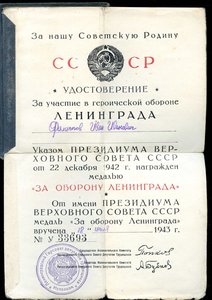 За нашу Советскую Родину
СССР
УДОСТОВЕРЕНИЕ
За участие в героической обороне
ЛЕНИНГРАДА
Указом ПРЕЗИДИУМА ВЕР-
ХОВНОГО СОВЕТА СССР
от 22 декабря 1942 г. награжден
медалью
«ЗА ОБОРОНУ ЛЕНИНГРАДА»
От имени ПРЕЗИДИУМА
ВЕРХОВНОГО СОВЕТА СССР
медаль «За оборону Ленинграда»
вручена 1943 г.
№ У 33693